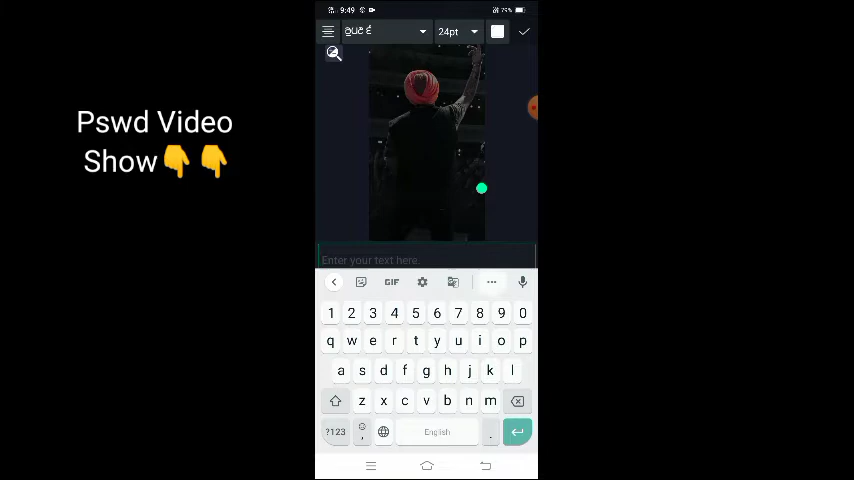 9:49
79%
24pt
Pswd Video
Show👇👇
Enter your text here.
GIF
1 2 3 4 5 6 7 8 9 0
q w e r t y u i o p
a s d f g h j k l
z x c v b n m
?123 , English .